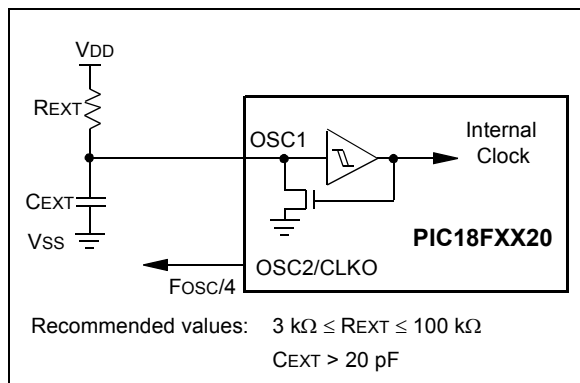 VDD
REXT
OSC1
Internal
Clock
CEXT
PIC18FXX20
VSS
OSC2/CLKO
FOSC/4
Recommended values: 3 kΩ ≤ REXT ≤ 100 kΩ
CEXT > 20 pF